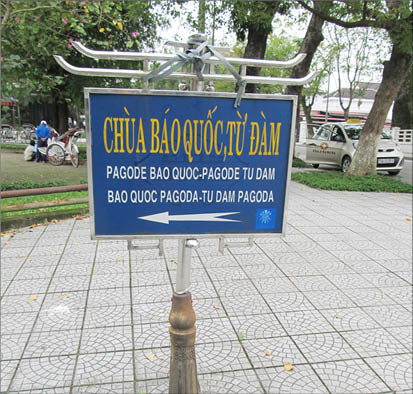 CHÙA BÁO QUỐC,TỪ ĐÀM
PAGODE BAO QUOC-PAGODE TU DAM
BAO QUOC PAGODA-TU DAM PAGODA